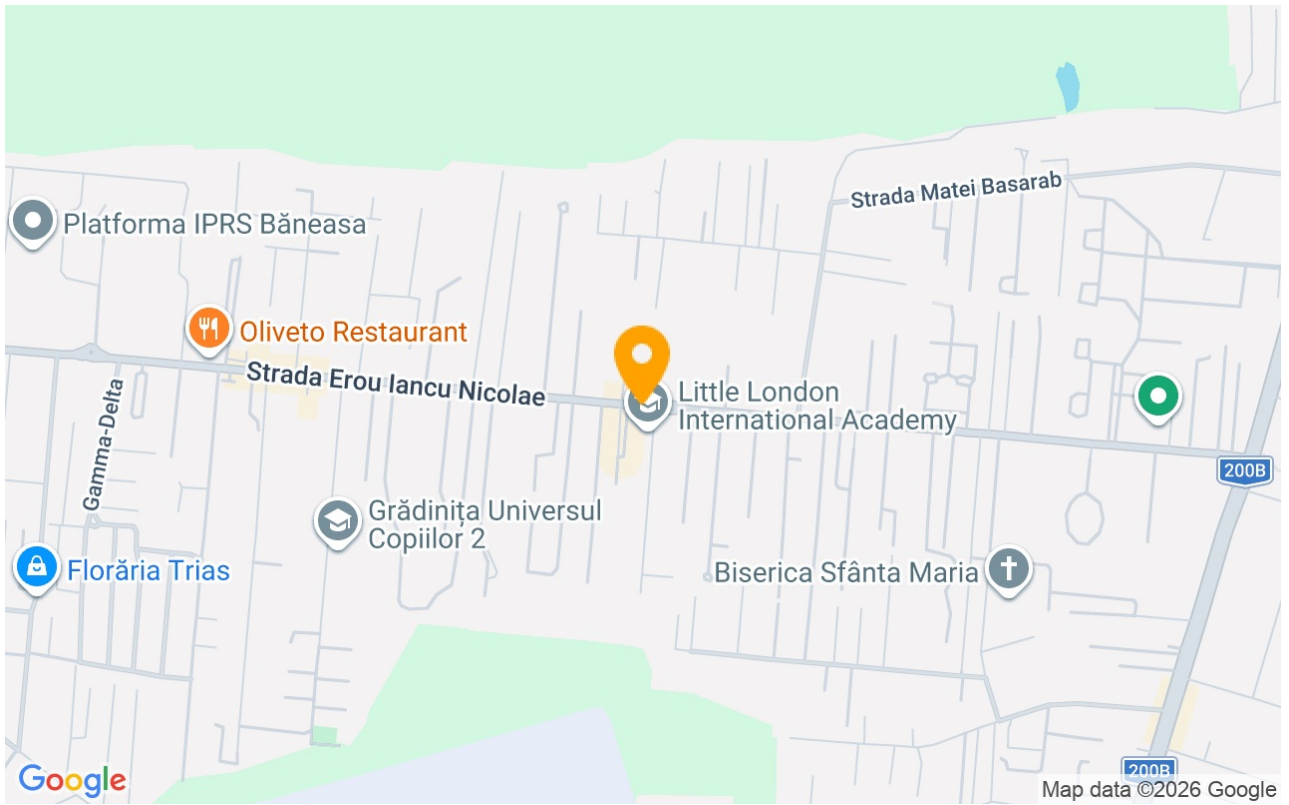 Strada Matei Basarab
Platforma IPRS Băneasa
Oliveto Restaurant
Strada Erou Iancu Nicolae
Little London
International Academy
Gamma-Delta
200B
Grădinița Universul
Copiilor 2
Florăria Trias
Biserica Sfânta Maria
200B
Google
Map data ©2026 Google